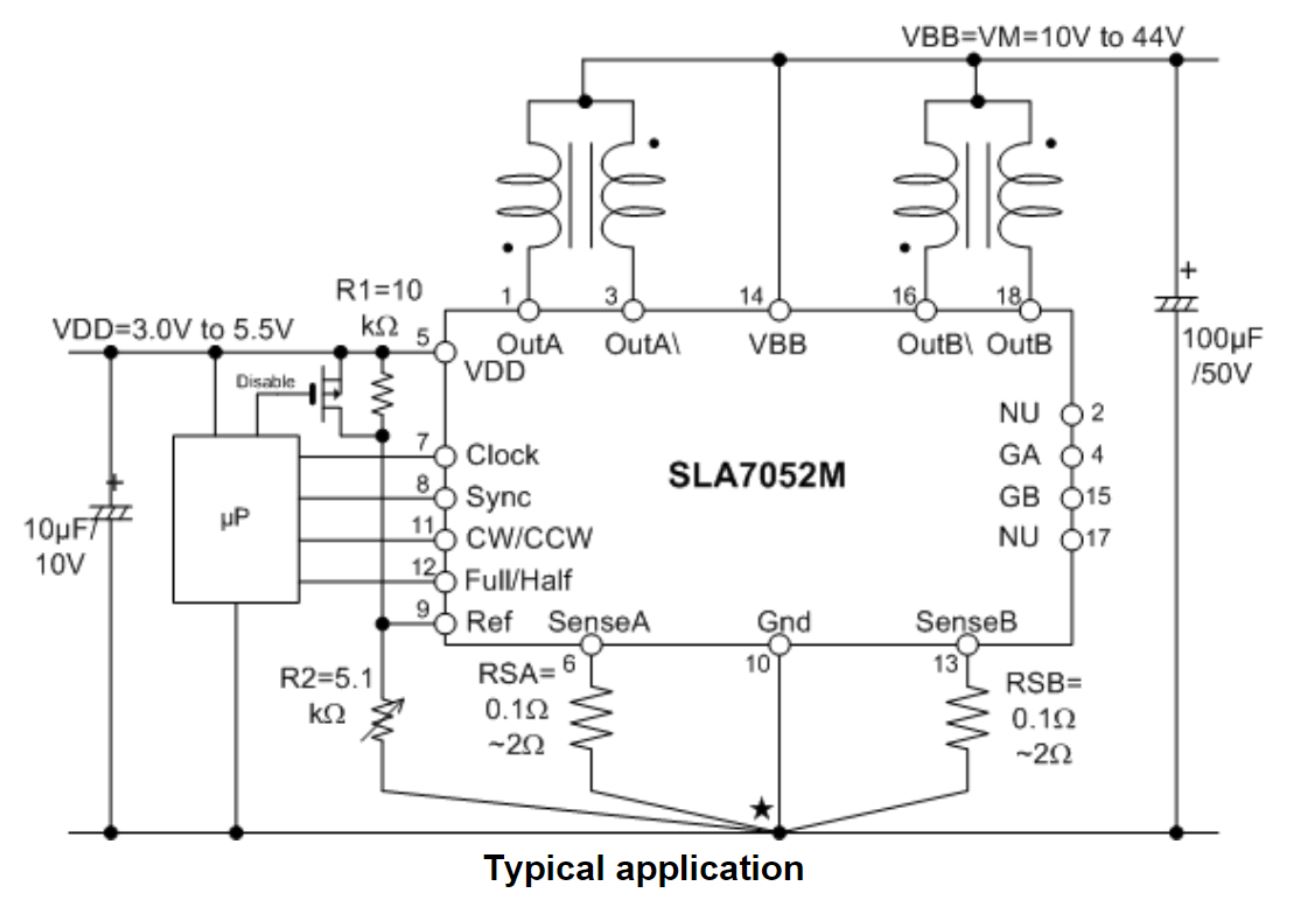 VBB=VM=10V to 44V
R1=10
kΩ
VDD=3.0V to 5.5V
Disable
10µF/
10V
µP
100µF
/50V
1
3
14
16
18
OutA
OutA\
VBB
OutB\
OutB
5
VDD
7
Clock
8
Sync
11
CW/CCW
12
Full/Half
9
Ref
SLA7052M
NU
2
GA
4
GB
15
NU
17
SenseA
Gnd
SenseB
6
10
13
R2=5.1
kΩ
RSA=
0.1Ω
~2Ω
RSB=
0.1Ω
~2Ω
Typical application